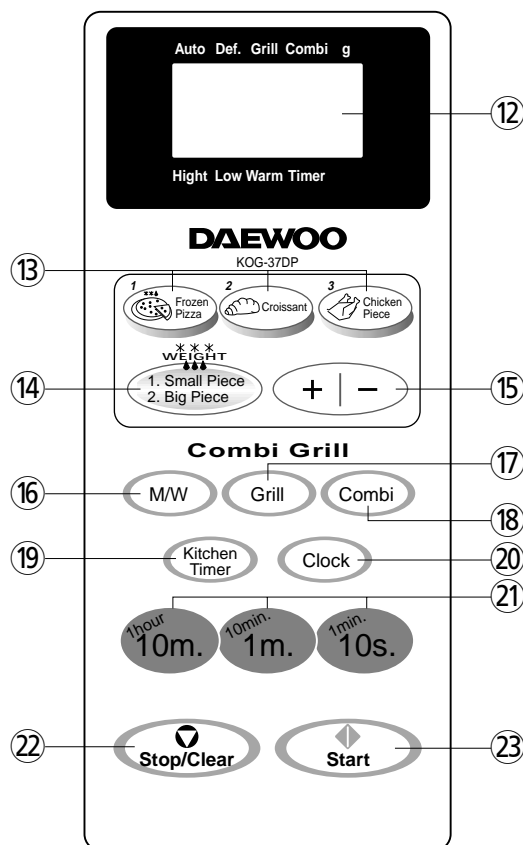 Auto Def. Grill Combi g
12
Hight Low Warm Timer
DAEWOO
KOG-37DP
13
1 Frozen Pizza
2 Croissant
3 Chicken Piece
WEIGHT
14
1. Small Piece
2. Big Piece
+ | −
15
Combi Grill
16
M/W
Grill
17
Combi
18
19
Kitchen
Timer
Clock
20
21
1hour
10m.
10min.
1m.
1min.
10s.
22
Stop/Clear
Start
23